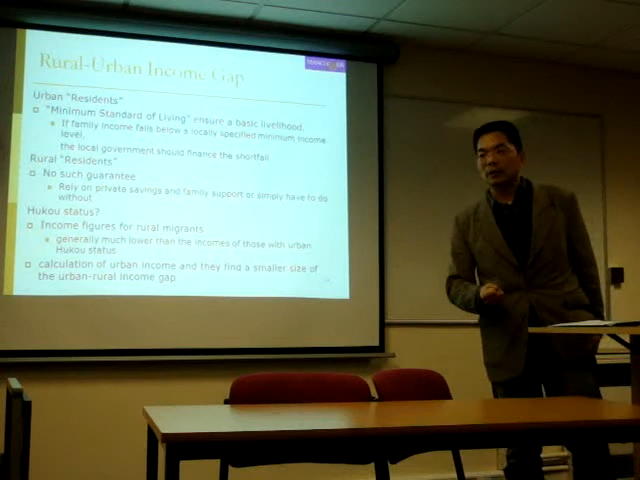 Rural-Urban Income Gap
MANCHESTER
Urban "Residents"
"Minimum Standard of Living" ensure a basic livelihood.
If family income falls below a locally specified minimum income
level,
the local government should finance the shortfall
Rural "Residents"
No such guarantee
Rely on private savings and family support or simply have to do
without
Hukou status?
Income figures for rural migrants
generally much lower than the incomes of those with urban
Hukou status
calculation of urban income and they find a smaller size of
the urban-rural income gap